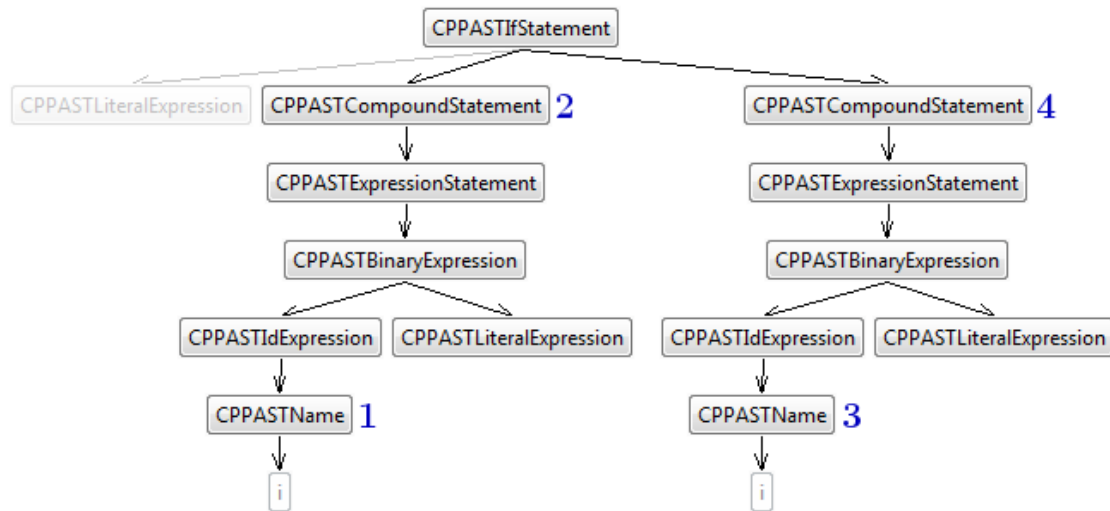 CPPASTIfStatement
CPPASTLiteralExpression CPPASTCompoundStatement 2 CPPASTCompoundStatement 4
CPPASTExpressionStatement CPPASTExpressionStatement
CPPASTBinaryExpression CPPASTBinaryExpression
CPPASTIdExpression CPPASTLiteralExpression CPPASTIdExpression CPPASTLiteralExpression
CPPASTName 1 CPPASTName 3
i i